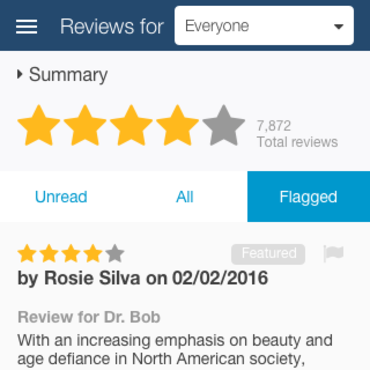 Reviews for Everyone
Summary
7,872
Total reviews
Unread All Flagged
Featured
by Rosie Silva on 02/02/2016
Review for Dr. Bob
With an increasing emphasis on beauty and
age defiance in North American society,